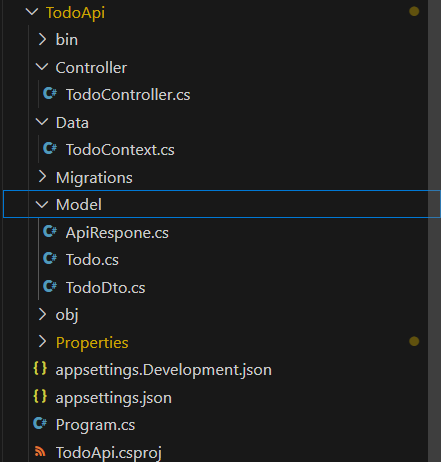 TodoApi
bin
Controller
C# TodoController.cs
Data
C# TodoContext.cs
Migrations
Model
C# ApiRespone.cs
C# Todo.cs
C# TodoDto.cs
obj
Properties
{} appsettings.Development.json
{} appsettings.json
C# Program.cs
TodoApi.csproj